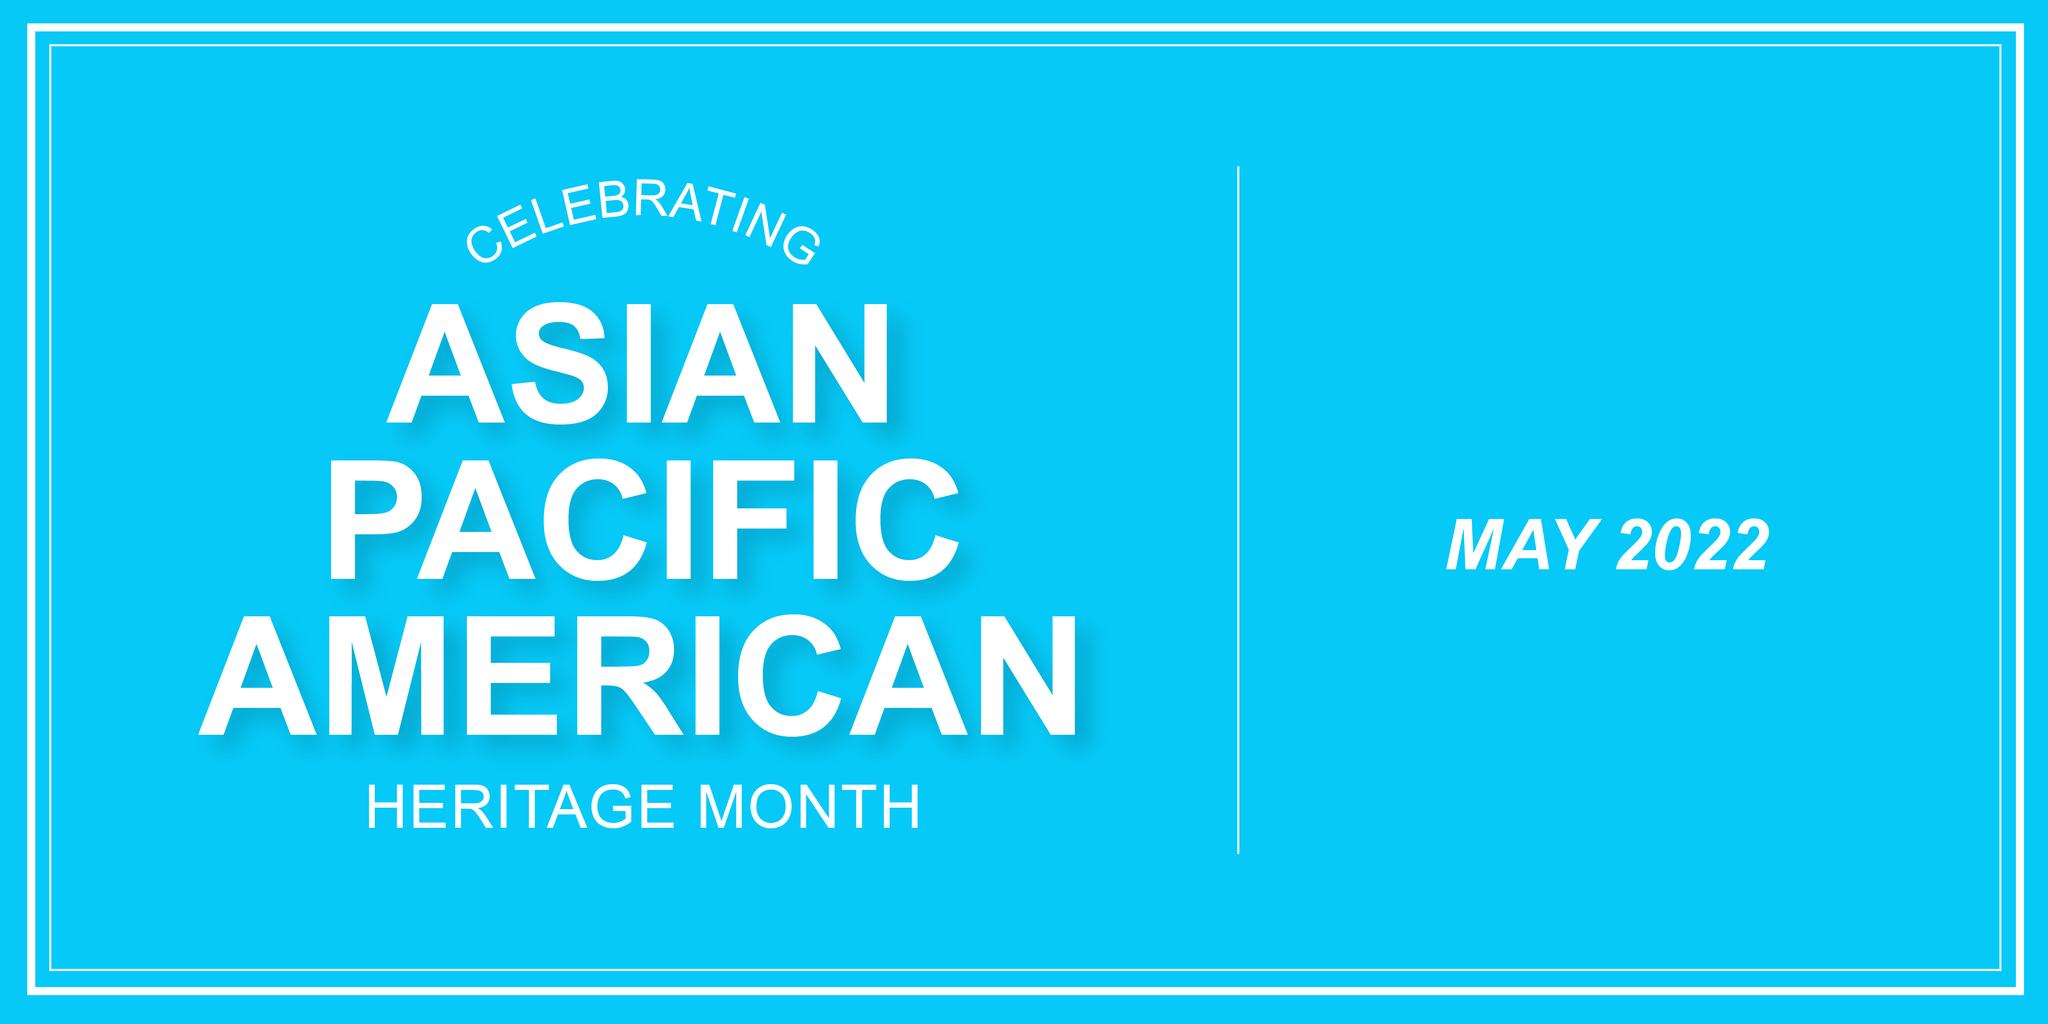 CELEBRATING
ASIAN
PACIFIC
AMERICAN
HERITAGE MONTH
MAY 2022